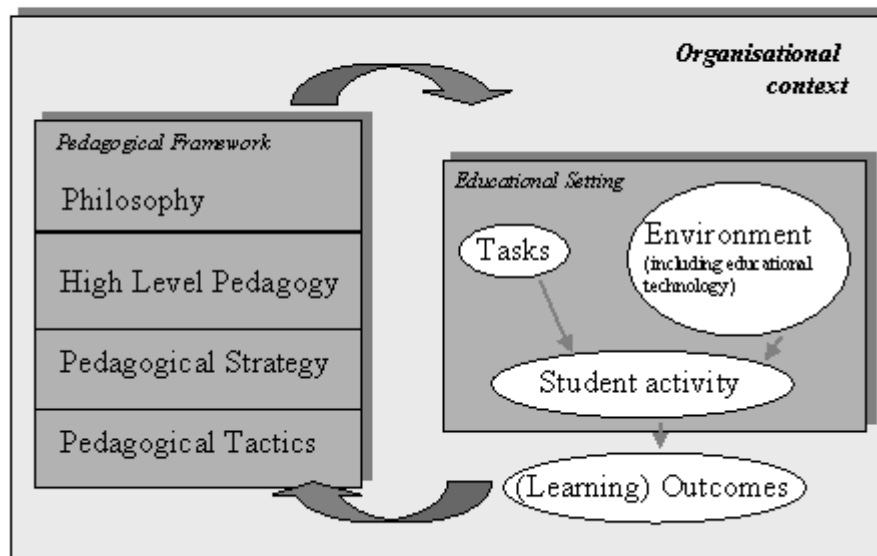 Organisational
context
Pedagogical Framework
Philosophy
High Level Pedagogy
Pedagogical Strategy
Pedagogical Tactics
Educational Setting
Tasks
Environment
(including educational
technology)
Student activity
(Learning) Outcomes